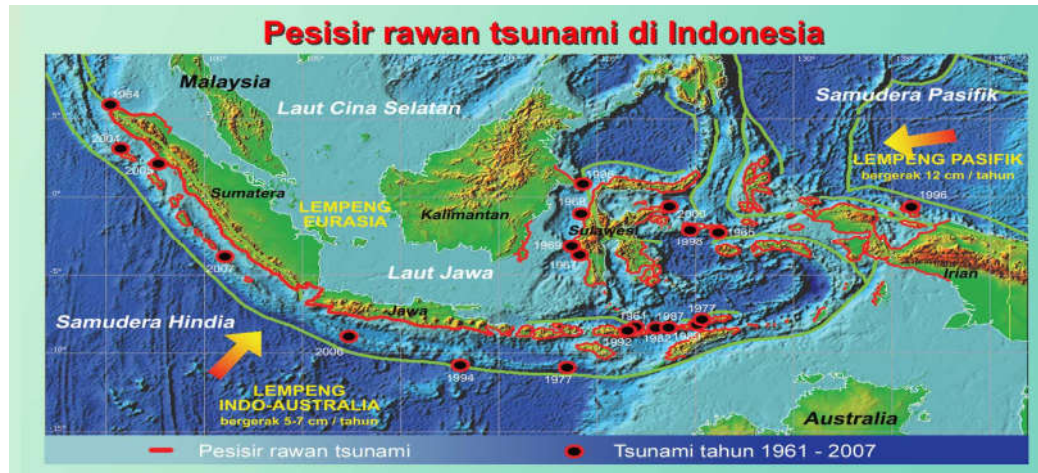 Pesisir rawan tsunami di Indonesia
Malaysia
Laut Cina Selatan
Samudera Pasifik
1964
LEMPENG PASIFIK
bergerak 12 cm / tahun
2004
Sumatera
LEMPENG
EURASIA
Kalimantan
1996
1968
2000
1996
Sulawesi
1998
1965
1969
2007
Laut Jawa
Irian
Samudera Hindia
Jawa
1977
1987
1992
1982
2006
1994
1977
LEMPENG
INDO-AUSTRALIA
bergerak 5-7 cm / tahun
Australia
Pesisir rawan tsunami
Tsunami tahun 1961 - 2007